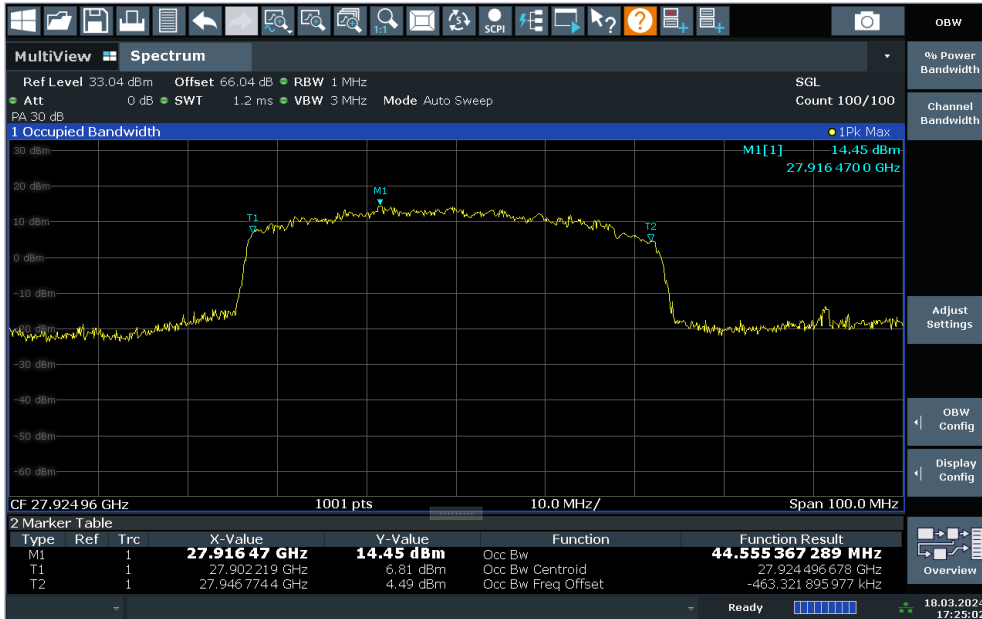 1:1
SCPI
OBW
MultiView Spectrum
% Power
Bandwidth
Ref Level 33.04 dBm Offset 66.04 dB RBW 1 MHz SGL
Att 0 dB SWT 1.2 ms VBW 3 MHz Mode Auto Sweep Count 100/100
PA 30 dB
Channel
Bandwidth
1 Occupied Bandwidth 1Pk Max
30 dBm
M1[1] 14.45 dBm
27.916 4700 GHz
20 dBm
M1
10 dBm
T1
T2
0 dBm
-10 dBm
-20 dBm
Adjust
Settings
-30 dBm
-40 dBm
OBW
Config
-50 dBm
Display
Config
-60 dBm
CF 27.92496 GHz 1001 pts 10.0 MHz/ Span 100.0 MHz
2 Marker Table
Type Ref Trc X-Value Y-Value Function Function Result
M1 1 27.91647 GHz 14.45 dBm Occ Bw 44.555 367 289 MHz
T1 1 27.902219 GHz 6.81 dBm Occ Bw Centroid 27.924 496 678 GHz
T2 1 27.946 774 4 GHz 4.49 dBm Occ Bw Freq Offset -463.321 895 977 kHz
Overview
Ready
18.03.2024
17:25:02